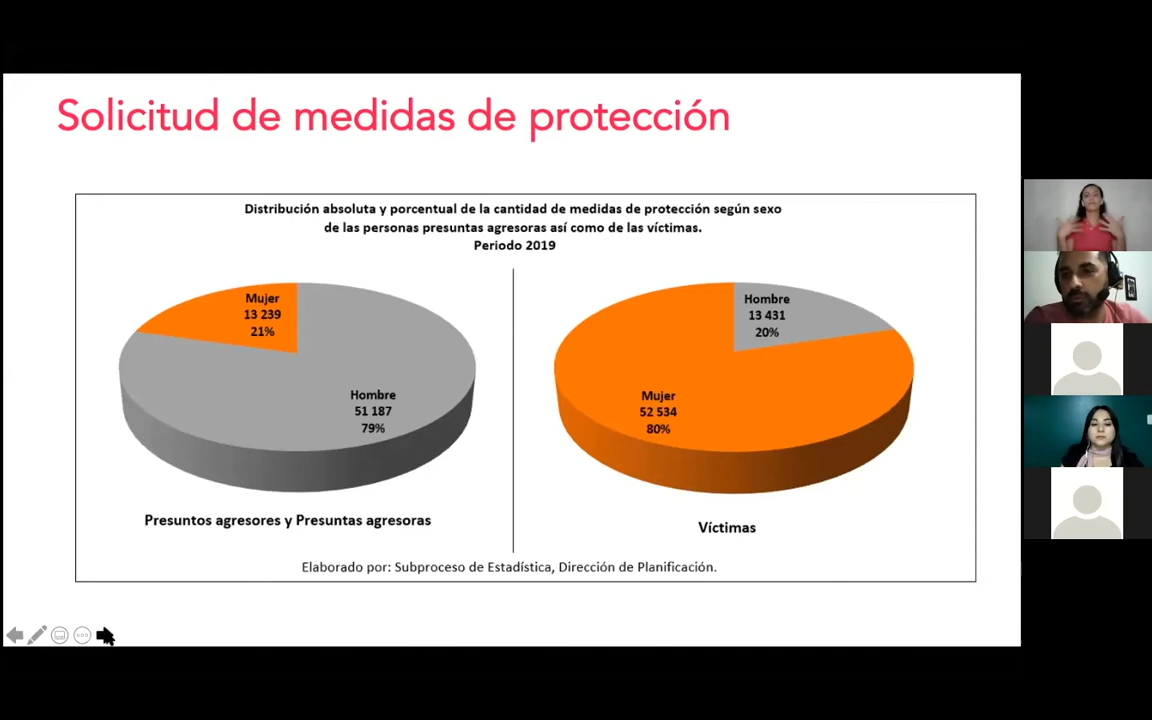 Solicitud de medidas de protección
Distribución absoluta y porcentual de la cantidad de medidas de protección según sexo
de las personas presuntas agresoras así como de las víctimas.
Periodo 2019
Mujer
13 239
21%
Hombre
51 187
79%
Presuntos agresores y Presuntas agresoras
Hombre
13 431
20%
Mujer
52 534
80%
Víctimas
Elaborado por: Subproceso de Estadística, Dirección de Planificación.